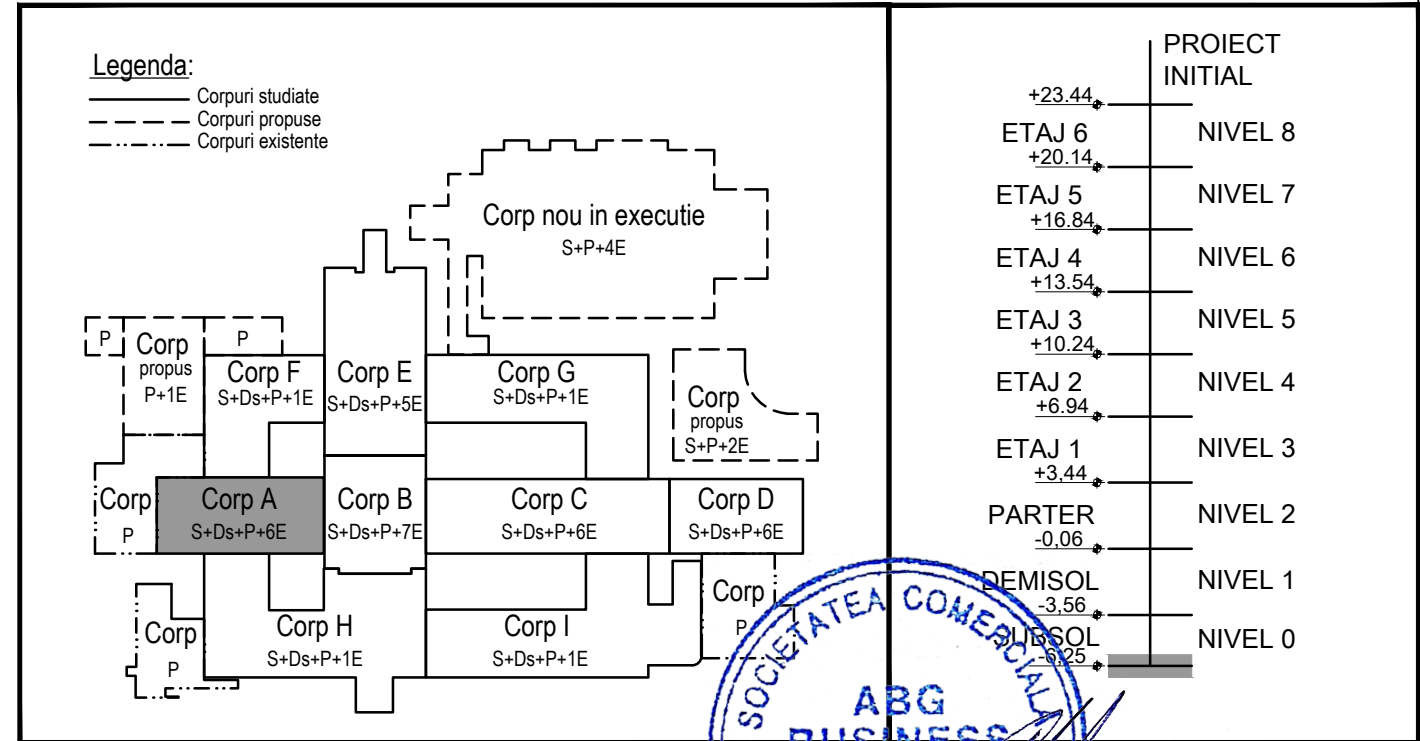 Legenda:
Corpuri studiate
Corpuri propuse
Corpuri existente
Corp nou in executie
S+P+4E
P
Corp
propus
P+1E
P
Corp F
S+Ds+P+1E
Corp E
S+Ds+P+5E
Corp G
S+Ds+P+1E
Corp
propus
S+P+2E
Corp
P
Corp A
S+Ds+P+6E
Corp B
S+Ds+P+7E
Corp C
S+Ds+P+6E
Corp D
S+Ds+P+6E
Corp
P
Corp H
S+Ds+P+1E
Corp I
S+Ds+P+1E
Corp
P
PROIECT
INITIAL
+23.44
ETAJ 6 NIVEL 8
+20.14
ETAJ 5 NIVEL 7
+16.84
ETAJ 4 NIVEL 6
+13.54
ETAJ 3 NIVEL 5
+10.24
ETAJ 2 NIVEL 4
+6.94
ETAJ 1 NIVEL 3
+3,44
PARTER NIVEL 2
-0,06
DEMISOL NIVEL 1
-3,56
SUBSOL NIVEL 0
-6,25
SOCIETATEA COMERCIALA
ABG
BUSINESS